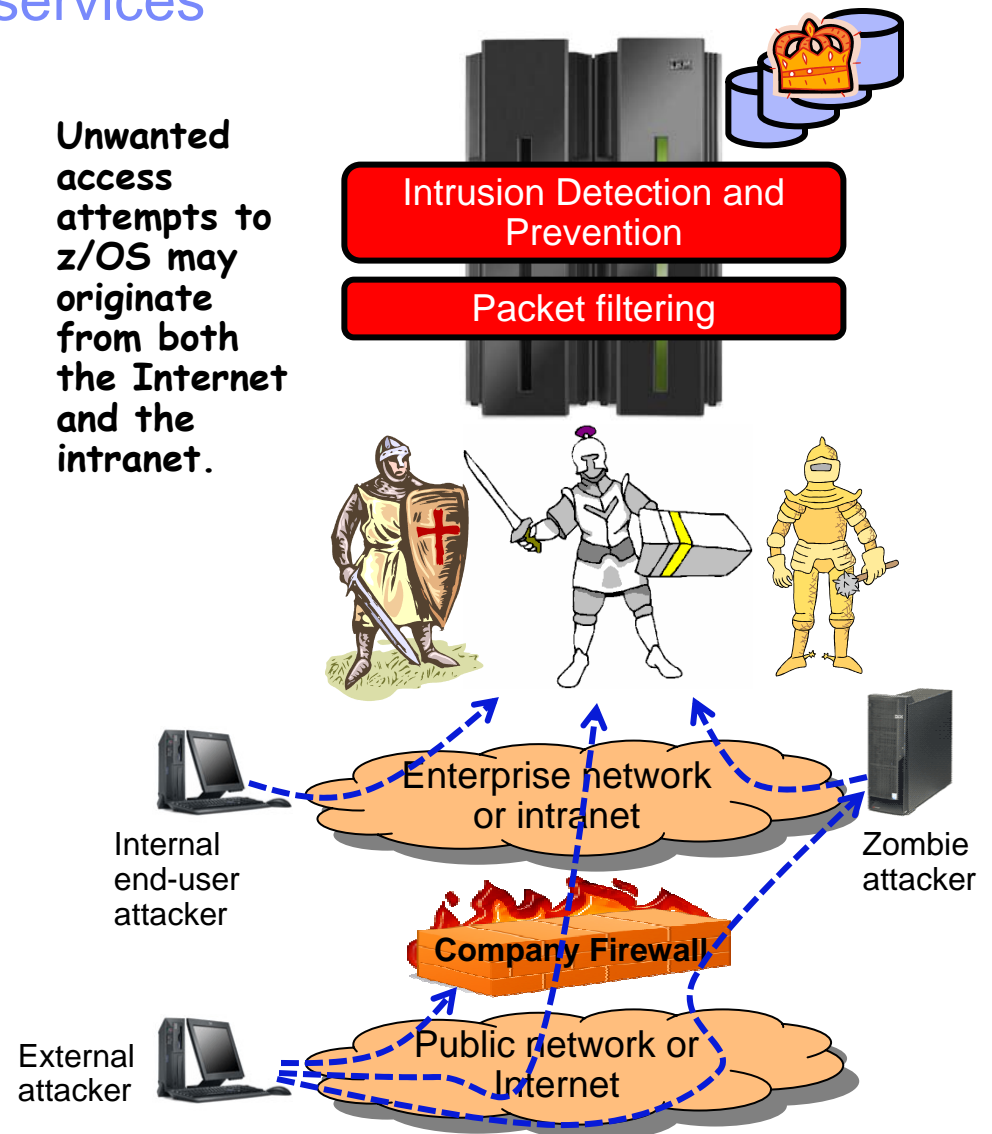 services
Unwanted
access
attempts to
z/OS may
originate
from both
the Internet
and the
intranet.
Intrusion Detection and
Prevention
Packet filtering
Enterprise network
or intranet
Internal
end-user
attacker
Zombie
attacker
Company Firewall
Public network or
Internet
External
attacker